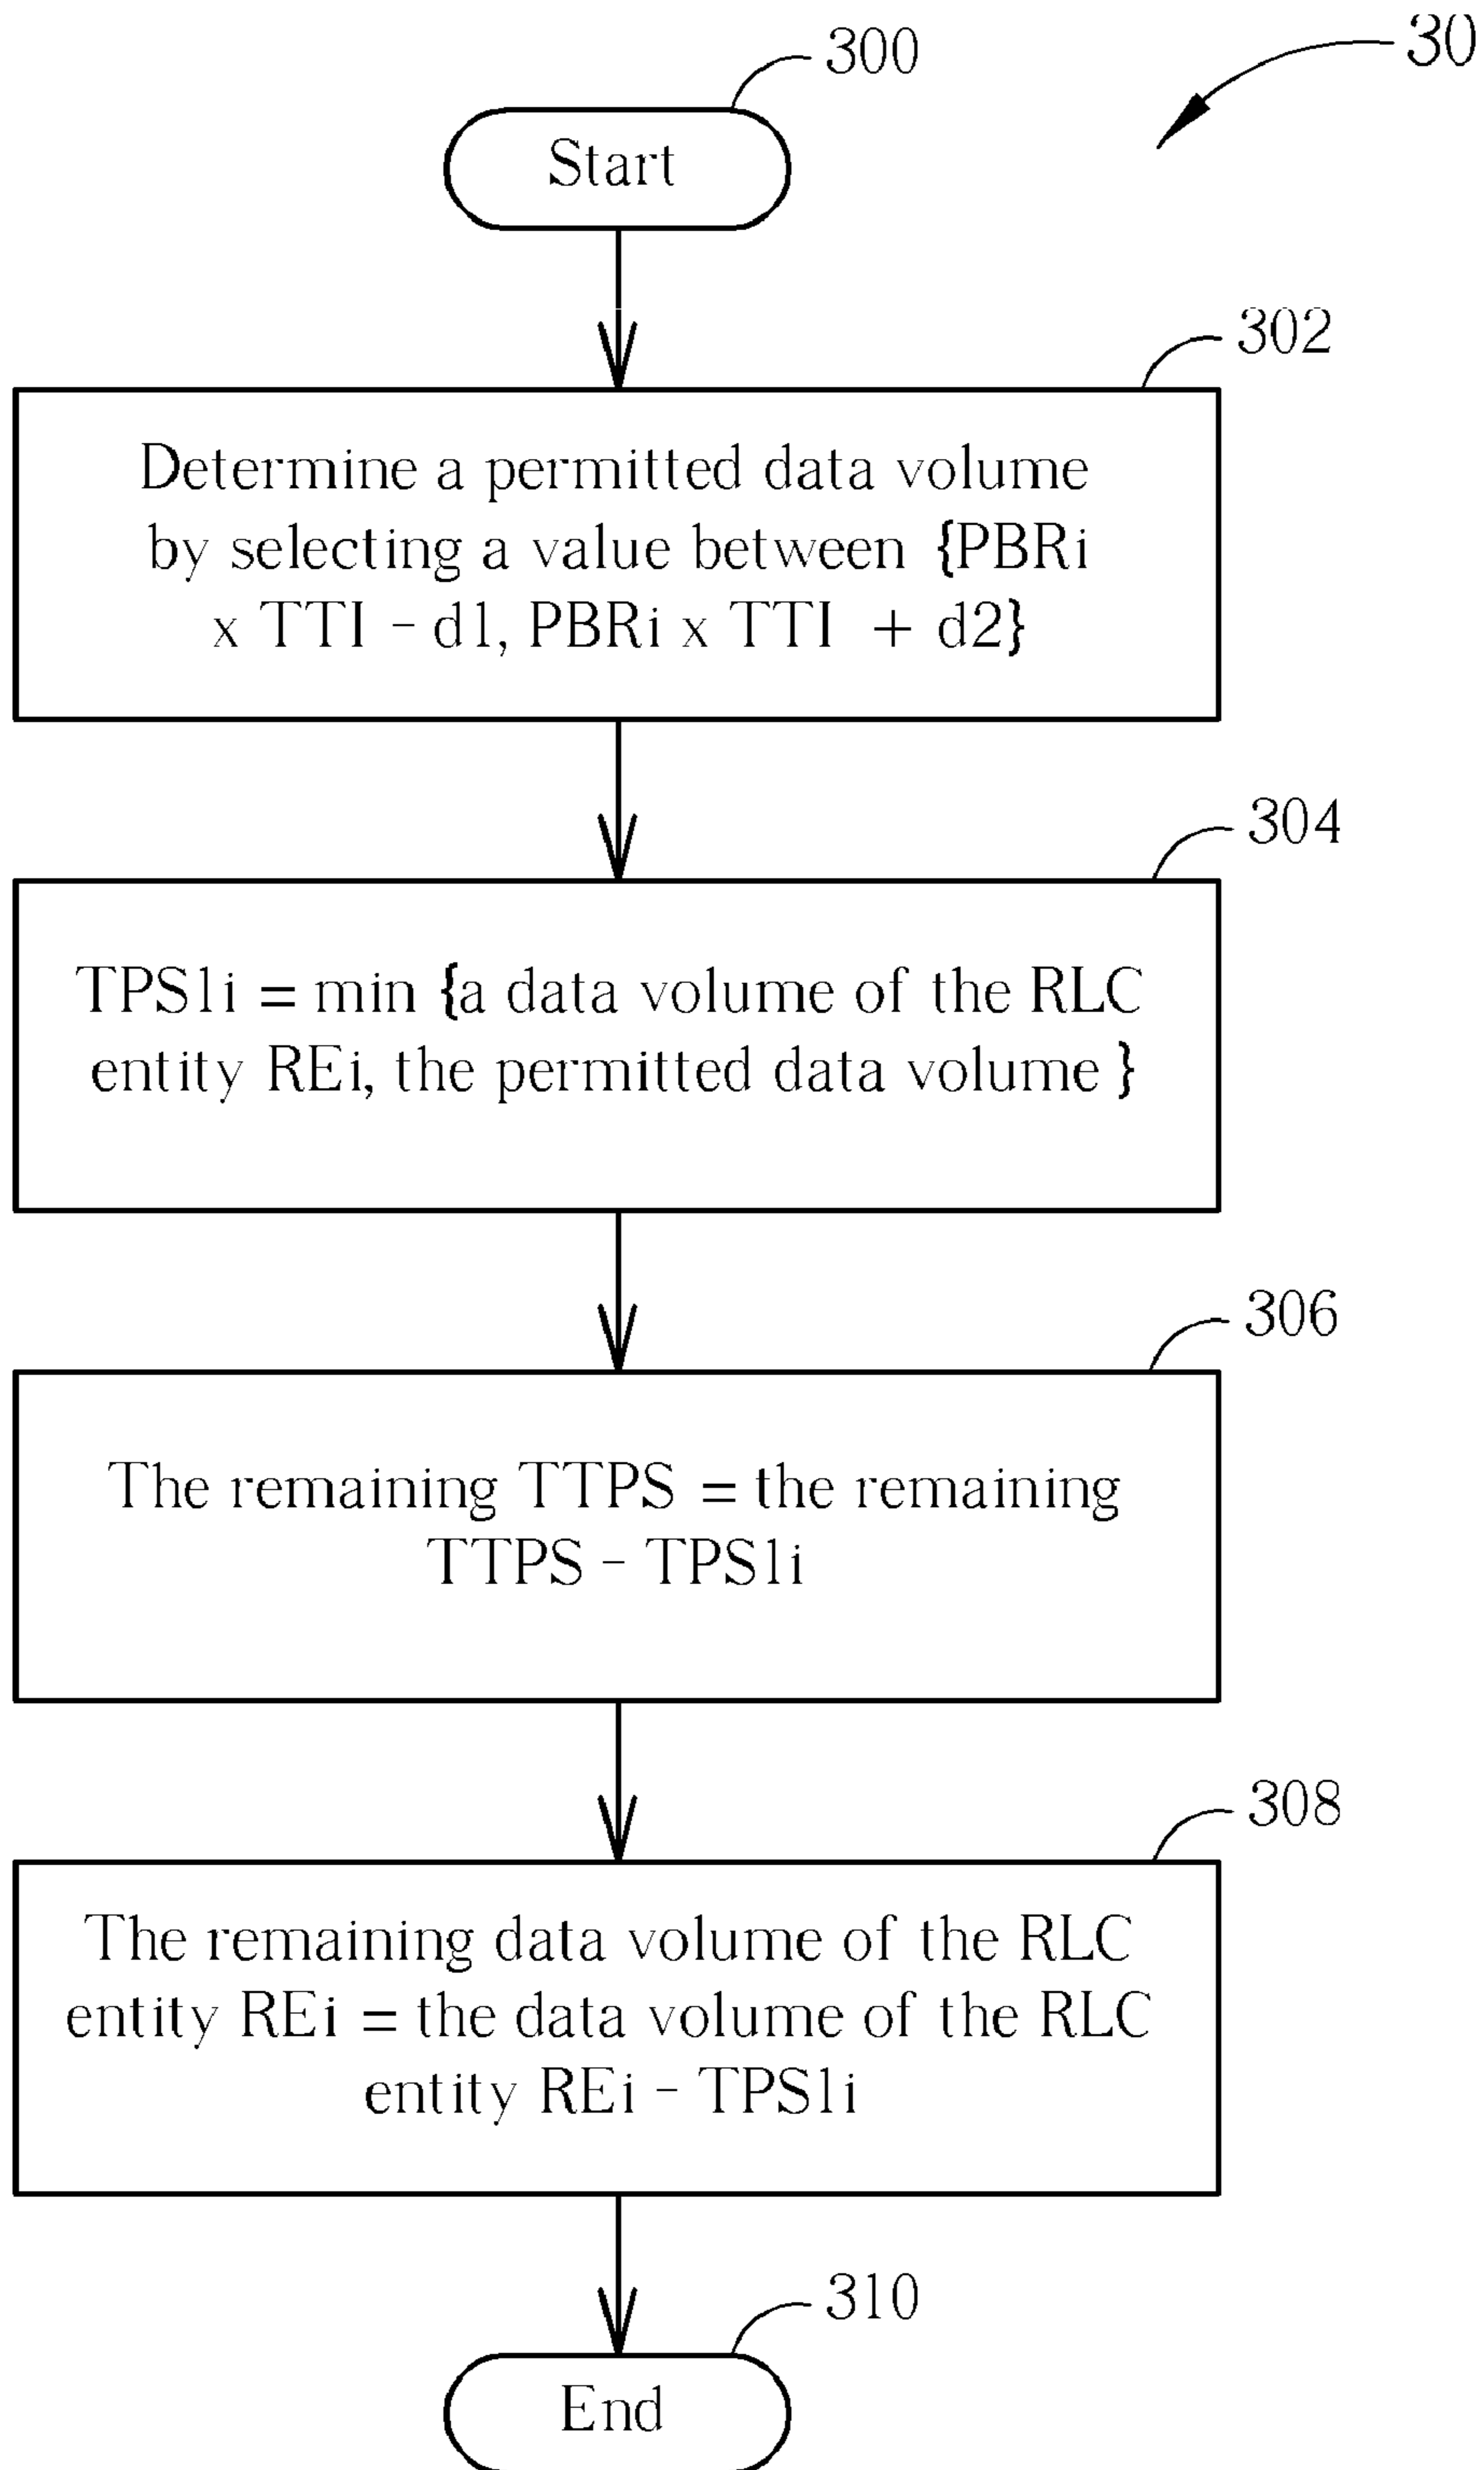 30
300
Start
302
Determine a permitted data volume
by selecting a value between {PBRi
x TTI - d1, PBRi x TTI + d2}
304
TPS1i = min {a data volume of the RLC
entity REi, the permitted data volume }
306
The remaining TTPS = the remaining
TTPS - TPS1i
308
The remaining data volume of the RLC
entity REi = the data volume of the RLC
entity REi - TPS1i
310
End